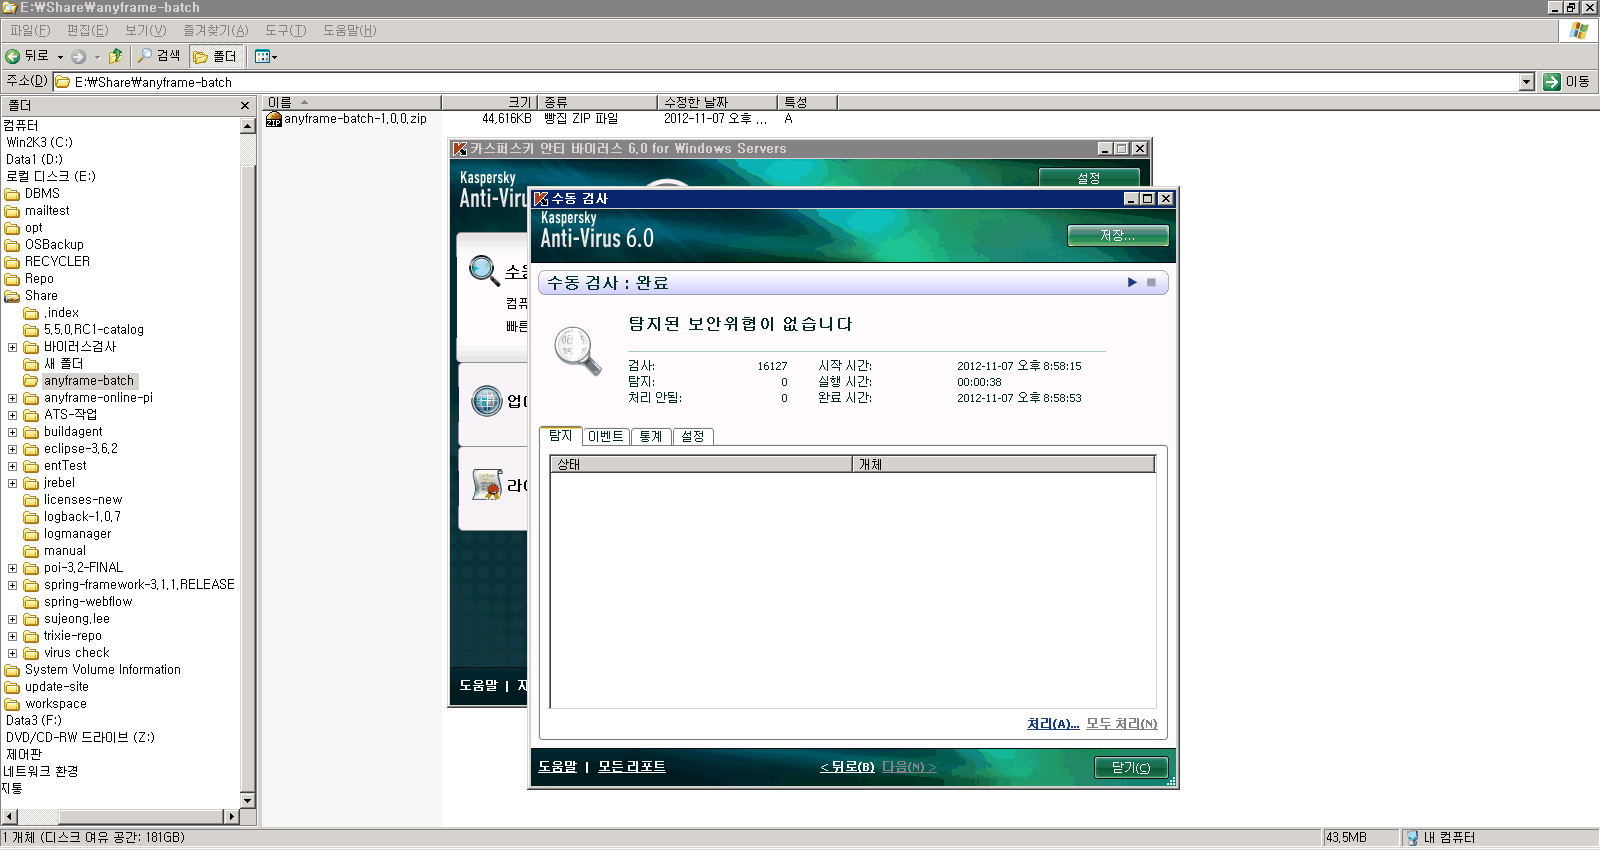 E:₩Share₩anyframe-batch
파일(F) 편집(E) 보기(V) 즐겨찾기(A) 도구(T) 도움말(H)
뒤로 검색 폴더
주소(D) E:₩Share₩anyframe-batch 이동
폴더
컴퓨터
Win2K3 (C:)
Data1 (D:)
로컬 디스크 (E:)
DBMS
mailtest
opt
OSBackup
RECYCLER
Repo
Share
.index
5.5.0.RC1-catalog
바이러스검사
새 폴더
anyframe-batch
anyframe-online-pi
ATS-작업
buildagent
eclipse-3.6.2
entTest
jrebel
licenses-new
logback-1.0.7
logmanager
manual
poi-3.2-FINAL
spring-framework-3.1.1.RELEASE
spring-webflow
sujeong.lee
trixie-repo
virus check
System Volume Information
update-site
workspace
Data3 (F:)
DVD/CD-RW 드라이브 (Z:)
제어판
네트워크 환경
지통
이름 크기 종류 수정한 날짜 특성
anyframe-batch-1.0.0.zip 44,616KB 빵집 ZIP 파일 2012-11-07 오후 ... A
카스퍼스키 안티 바이러스 6.0 for Windows Servers
Kaspersky
Anti-Viru
설정
컴퓨
빠른
업데
라이
도움말 | 지
수동 검사
Kaspersky
Anti-Virus 6.0
저장...
수동 검사 : 완료
탐지된 보안위협이 없습니다
검사: 16127 시작 시간: 2012-11-07 오후 8:58:15
탐지: 0 실행 시간: 00:00:38
처리 안됨: 0 완료 시간: 2012-11-07 오후 8:58:53
탐지 이벤트 통계 설정
상태 개체
처리(A)... 모두 처리(N)
도움말 | 모든 리포트 < 뒤로(B) 다음(N) > 닫기(C)
1 개체 (디스크 여유 공간: 181GB) 43.5MB 내 컴퓨터